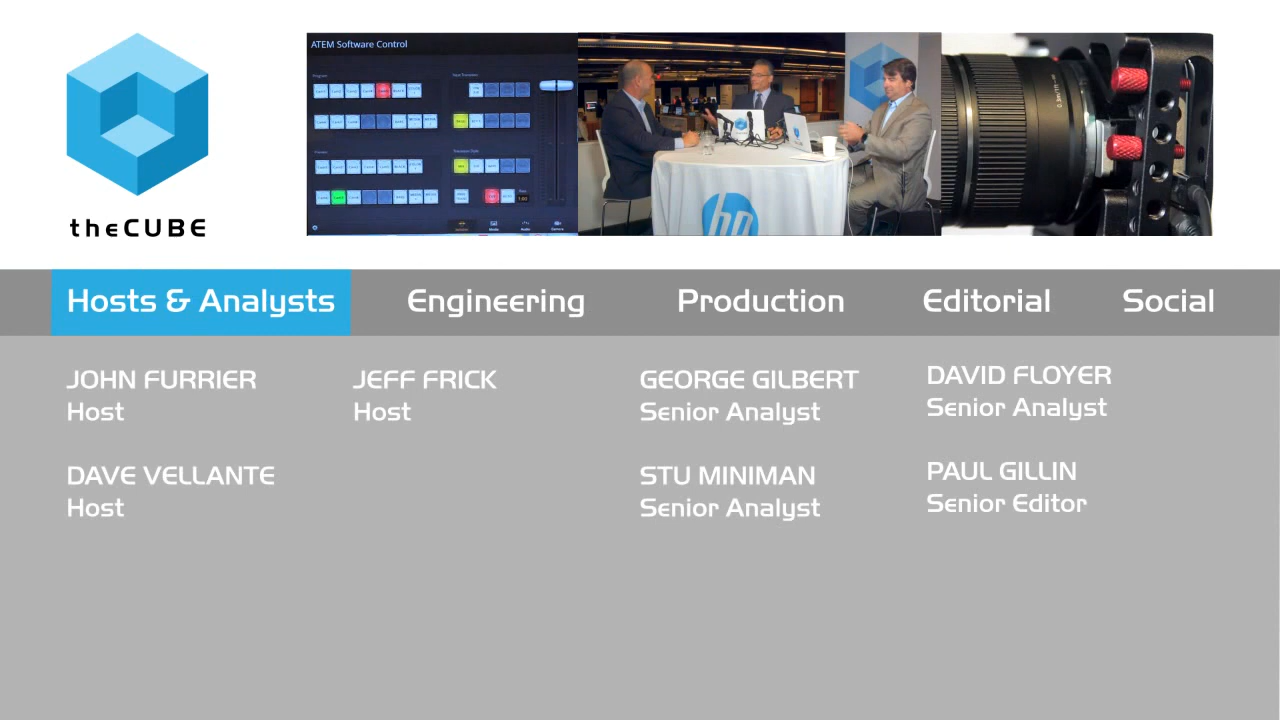 ATEM Software Control
theCUBE
hp
Hosts & Analysts
Engineering
Production
Editorial
Social
JOHN FURRIER
Host
JEFF FRICK
Host
GEORGE GILBERT
Senior Analyst
DAVID FLOYER
Senior Analyst
DAVE VELLANTE
Host
STU MINIMAN
Senior Analyst
PAUL GILLIN
Senior Editor